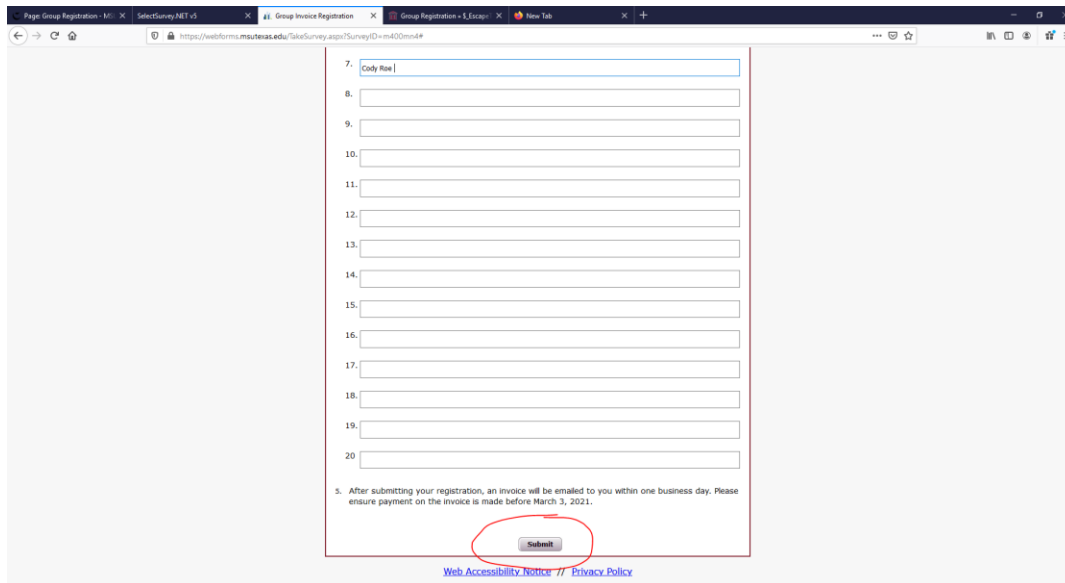 Page: Group Registration - MSU
SelectSurvey.NET v5
Group Invoice Registration
Group Registration « $_Escape
New Tab
https://webforms.msutexas.edu/TakeSurvey.aspx?SurveyID=m400mn4#
7. Cody Roe
8.
9.
10.
11.
12.
13.
14.
15.
16.
17.
18.
19.
20
5. After submitting your registration, an invoice will be emailed to you within one business day. Please
ensure payment on the invoice is made before March 3, 2021.
Submit
Web Accessibility Notice // Privacy Policy